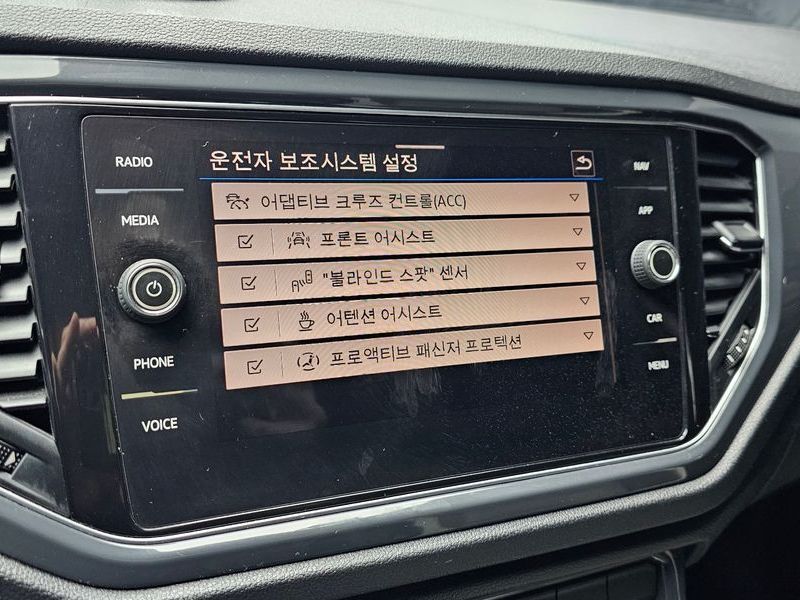 RADIO
MEDIA
PHONE
VOICE
운전자 보조시스템 설정
어댑티브 크루즈 컨트롤(ACC)
프론트 어시스트
"블라인드 스팟" 센서
어텐션 어시스트
프로액티브 패신저 프로텍션
NAV
APP
CAR
MENU